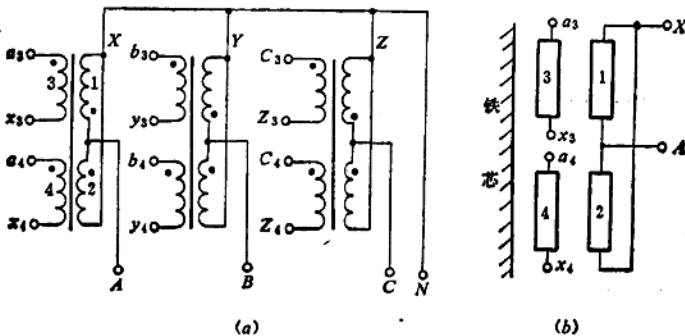 X Y Z
a3 3 1 b3 C3
x3 y3 Z3
a4 4 2 b4 C4
x4 y4 Z4
A B C N
(a)
a3 X
3 1
铁 x3
a4 A
芯 4 2
x4
(b)